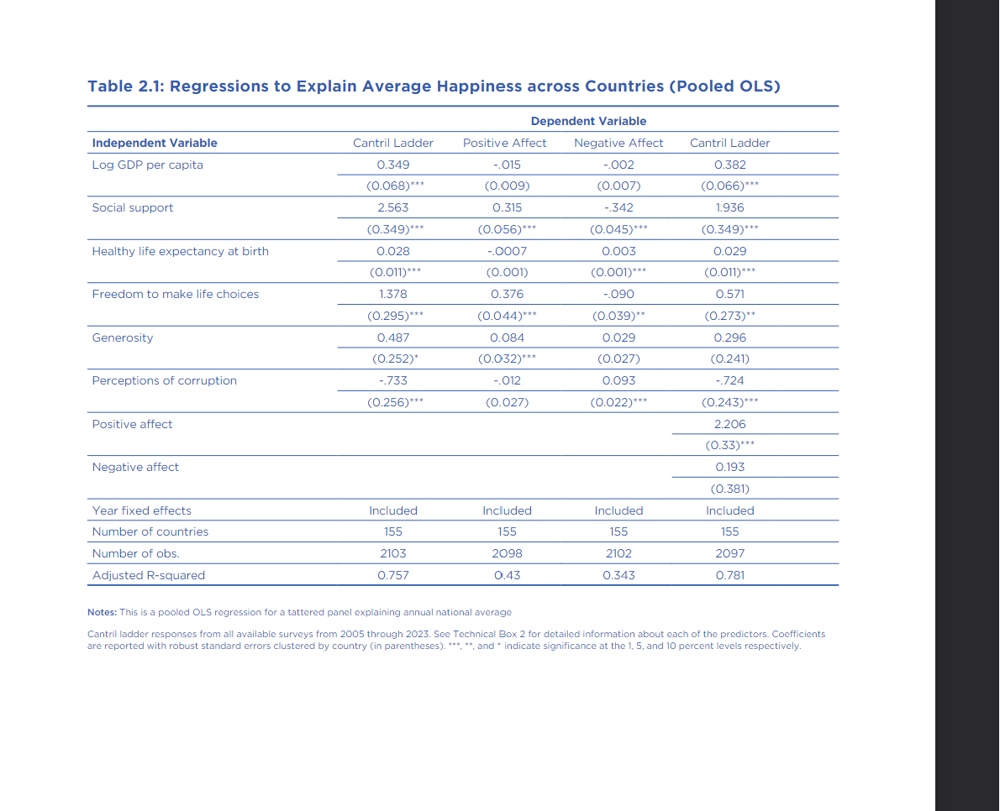 Table 2.1: Regressions to Explain Average Happiness across Countries (Pooled OLS)
Dependent Variable
Independent Variable Cantril Ladder Positive Affect Negative Affect Cantril Ladder
Log GDP per capita 0.349 -.015 -.002 0.382
(0.068)*** (0.009) (0.007) (0.066)***
Social support 2.563 0.315 -.342 1.936
(0.349)*** (0.056)*** (0.045)*** (0.349)***
Healthy life expectancy at birth 0.028 -.0007 0.003 0.029
(0.011)*** (0.001) (0.001)*** (0.011)***
Freedom to make life choices 1.378 0.376 -.090 0.571
(0.295)*** (0.044)*** (0.039)** (0.273)**
Generosity 0.487 0.084 0.029 0.296
(0.252)* (0.032)*** (0.027) (0.241)
Perceptions of corruption -.733 -.012 0.093 -.724
(0.256)*** (0.027) (0.022)*** (0.243)***
Positive affect 2.206
(0.33)***
Negative affect 0.193
(0.381)
Year fixed effects Included Included Included Included
Number of countries 155 155 155 155
Number of obs. 2103 2098 2102 2097
Adjusted R-squared 0.757 0.43 0.343 0.781
Notes: This is a pooled OLS regression for a tattered panel explaining annual national average
Cantril ladder responses from all available surveys from 2005 through 2023. See Technical Box 2 for detailed information about each of the predictors. Coefficients
are reported with robust standard errors clustered by country (in parentheses). ***, **, and * indicate significance at the 1, 5, and 10 percent levels respectively.